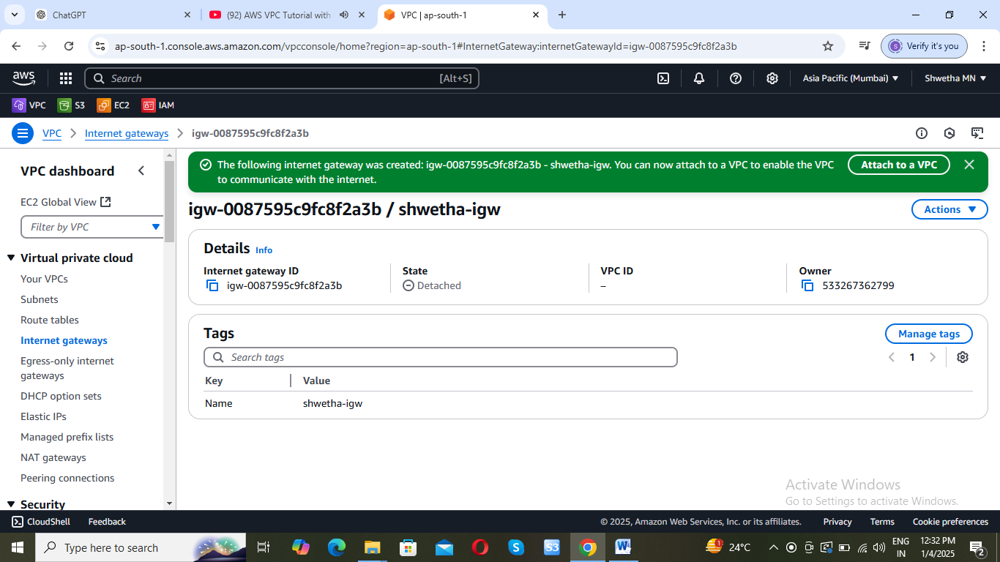 ChatGPT
(92) AWS VPC Tutorial with
VPC | ap-south-1
ap-south-1.console.aws.amazon.com/vpcconsole/home?region=ap-south-1#InternetGateway:internetGatewayId=igw-0087595c9fc8f2a3b
S
Verify it's you
aws
Search
[Alt+S]
Asia Pacific (Mumbai)
Shwetha MN
VPC
S3
EC2
IAM
VPC
Internet gateways
igw-0087595c9fc8f2a3b
VPC dashboard
EC2 Global View
Filter by VPC
Virtual private cloud
Your VPCs
Subnets
Route tables
Internet gateways
Egress-only internet
gateways
DHCP option sets
Elastic IPs
Managed prefix lists
NAT gateways
Peering connections
Security
The following internet gateway was created: igw-0087595c9fc8f2a3b - shwetha-igw. You can now attach to a VPC to enable the VPC
to communicate with the internet.
Attach to a VPC
igw-0087595c9fc8f2a3b / shwetha-igw
Actions
Details
Info
Internet gateway ID
igw-0087595c9fc8f2a3b
State
Detached
VPC ID
–
Owner
533267362799
Tags
Manage tags
Search tags
1
Key
Value
Name
shwetha-igw
Activate Windows
Go to Settings to activate Windows.
CloudShell
Feedback
© 2025, Amazon Web Services, Inc. or its affiliates.
Privacy
Terms
Cookie preferences
Type here to search
S3
1
24°C
ENG
IN
12:32 PM
1/4/2025
2